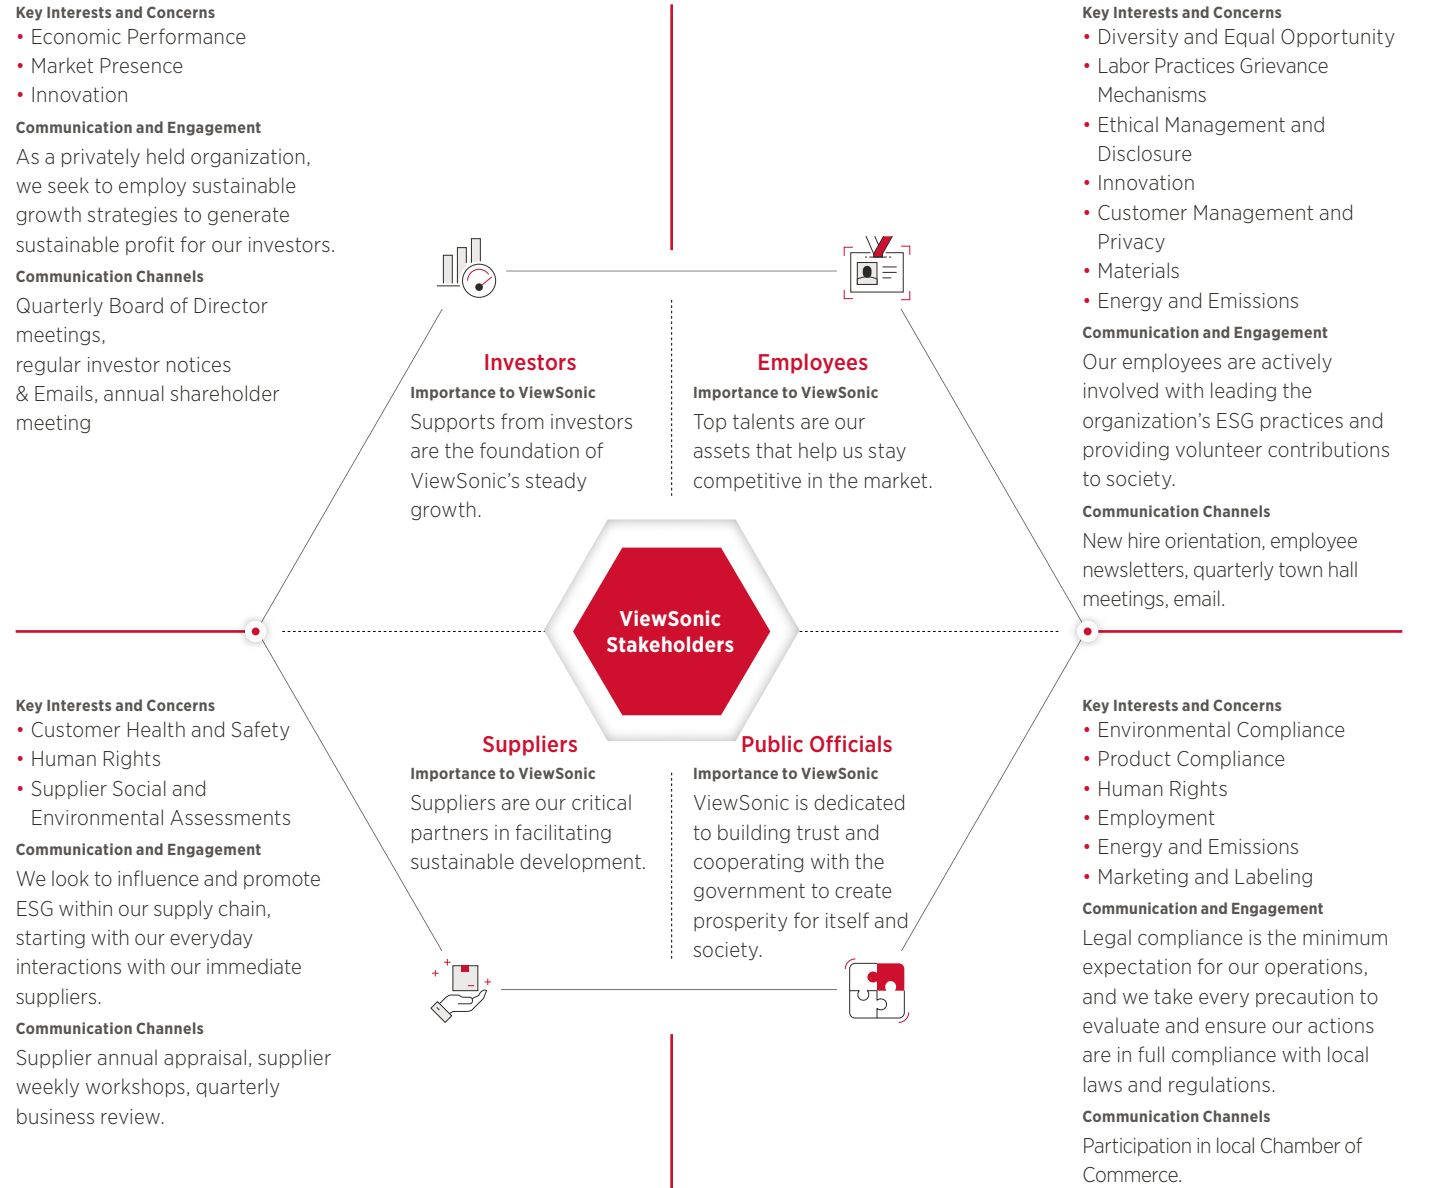 Key Interests and Concerns
• Economic Performance
• Market Presence
• Innovation
Communication and Engagement
As a privately held organization,
we seek to employ sustainable
growth strategies to generate
sustainable profit for our investors.
Communication Channels
Quarterly Board of Director
meetings,
regular investor notices
& Emails, annual shareholder
meeting
Investors
Importance to ViewSonic
Supports from investors
are the foundation of
ViewSonic’s steady
growth.
Employees
Importance to ViewSonic
Top talents are our
assets that help us stay
competitive in the market.
Key Interests and Concerns
• Diversity and Equal Opportunity
• Labor Practices Grievance
Mechanisms
• Ethical Management and
Disclosure
• Innovation
• Customer Management and
Privacy
• Materials
• Energy and Emissions
Communication and Engagement
Our employees are actively
involved with leading the
organization’s ESG practices and
providing volunteer contributions
to society.
Communication Channels
New hire orientation, employee
newsletters, quarterly town hall
meetings, email.
ViewSonic
Stakeholders
Key Interests and Concerns
• Customer Health and Safety
• Human Rights
• Supplier Social and
Environmental Assessments
Communication and Engagement
We look to influence and promote
ESG within our supply chain,
starting with our everyday
interactions with our immediate
suppliers.
Communication Channels
Supplier annual appraisal, supplier
weekly workshops, quarterly
business review.
Suppliers
Importance to ViewSonic
Suppliers are our critical
partners in facilitating
sustainable development.
Public Officials
Importance to ViewSonic
ViewSonic is dedicated
to building trust and
cooperating with the
government to create
prosperity for itself and
society.
Key Interests and Concerns
• Environmental Compliance
• Product Compliance
• Human Rights
• Employment
• Energy and Emissions
• Marketing and Labeling
Communication and Engagement
Legal compliance is the minimum
expectation for our operations,
and we take every precaution to
evaluate and ensure our actions
are in full compliance with local
laws and regulations.
Communication Channels
Participation in local Chamber of
Commerce.